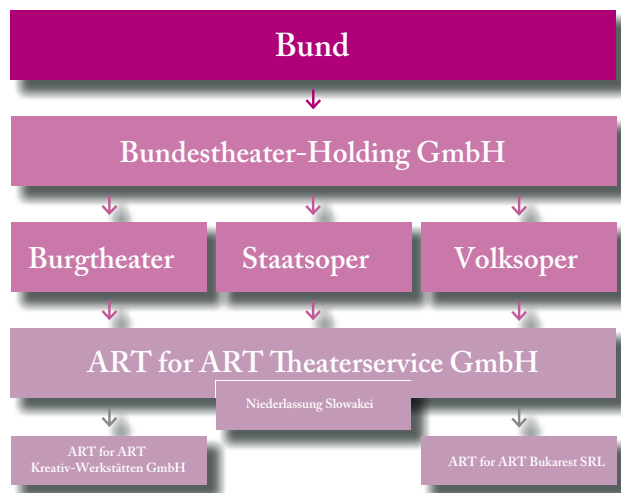 Bund
Bundestheater-Holding GmbH
Burgtheater
Staatsoper
Volksoper
ART for ART Theaterservice GmbH
Niederlassung Slowakei
ART for ART
Kreativ-Werkstätten GmbH
ART for ART Bukarest SRL